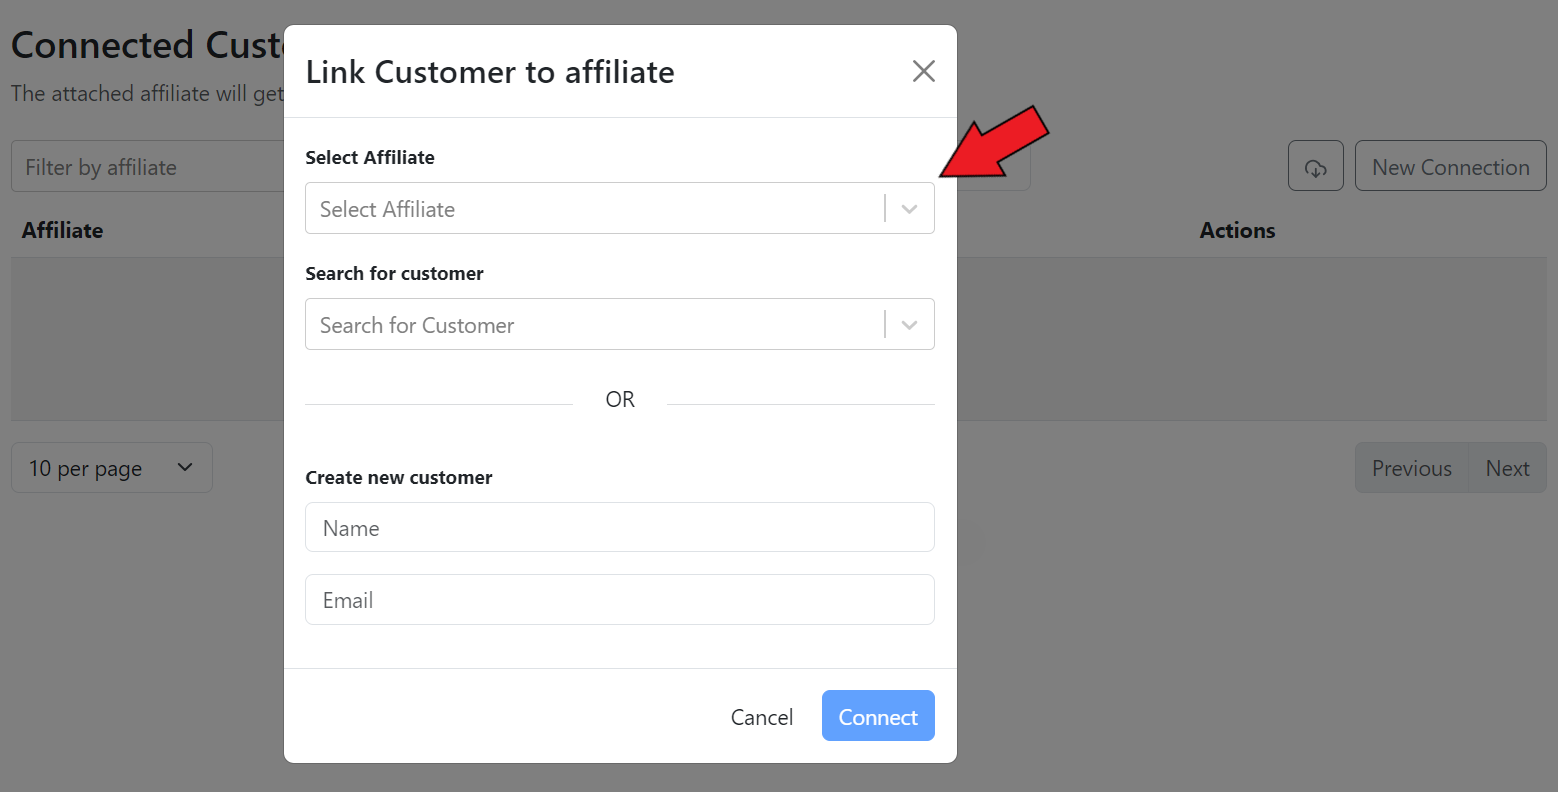 Connected Cust
The attached affiliate will get
Filter by affiliate
New Connection
Affiliate
Actions
10 per page
Previous
Next
Link Customer to affiliate
Select Affiliate
Select Affiliate
Search for customer
Search for Customer
OR
Create new customer
Name
Email
Cancel
Connect